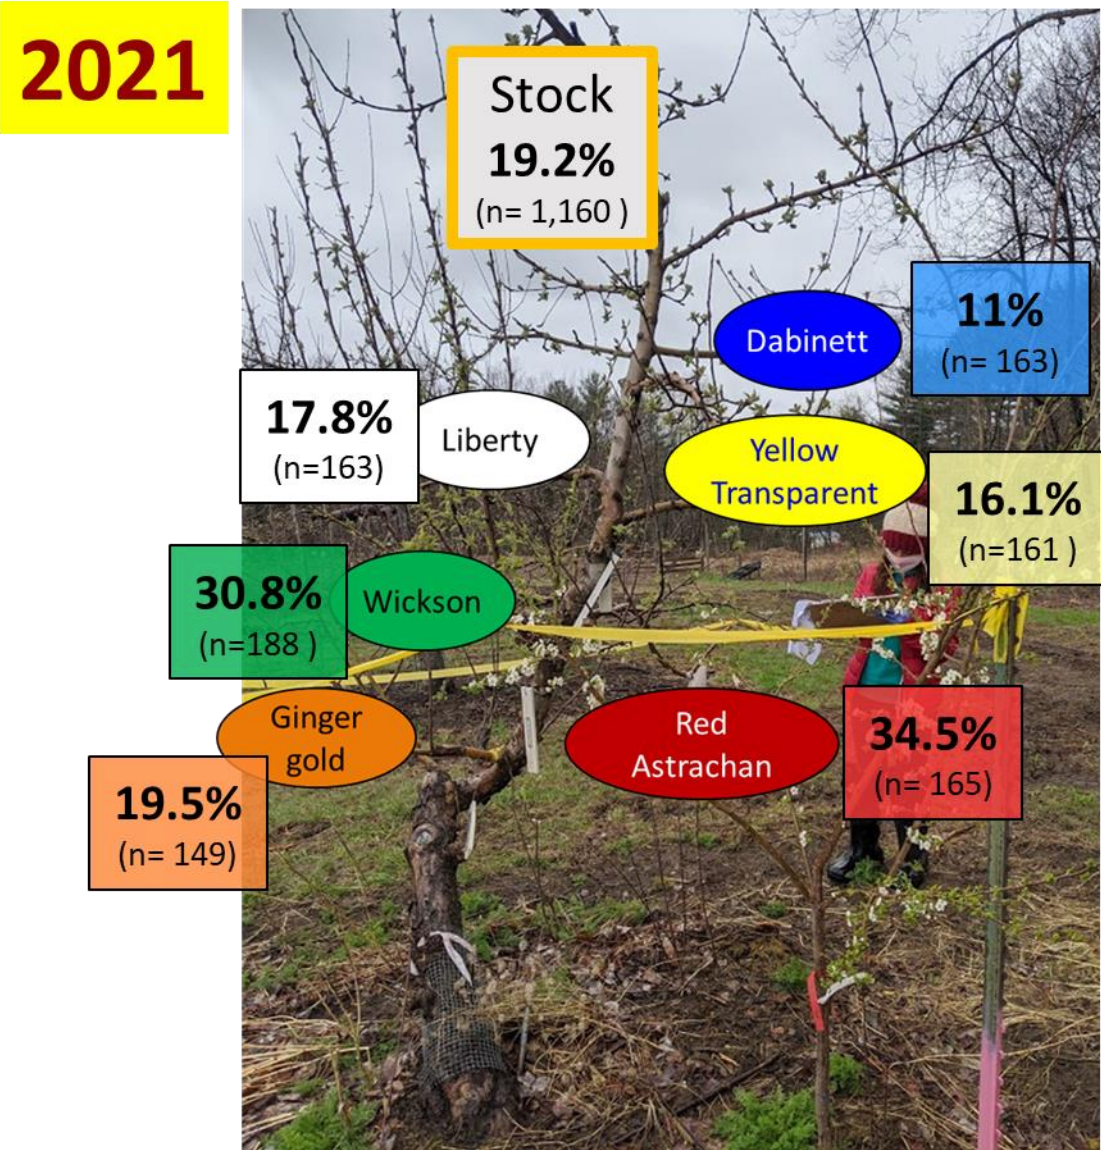 2021
Stock
19.2%
(n= 1,160 )
Dabinett
11%
(n= 163)
17.8%
(n=163)
Liberty
Yellow
Transparent
16.1%
(n=161 )
30.8%
(n=188 )
Wickson
Ginger
gold
19.5%
(n= 149)
Red
Astrachan
34.5%
(n= 165)